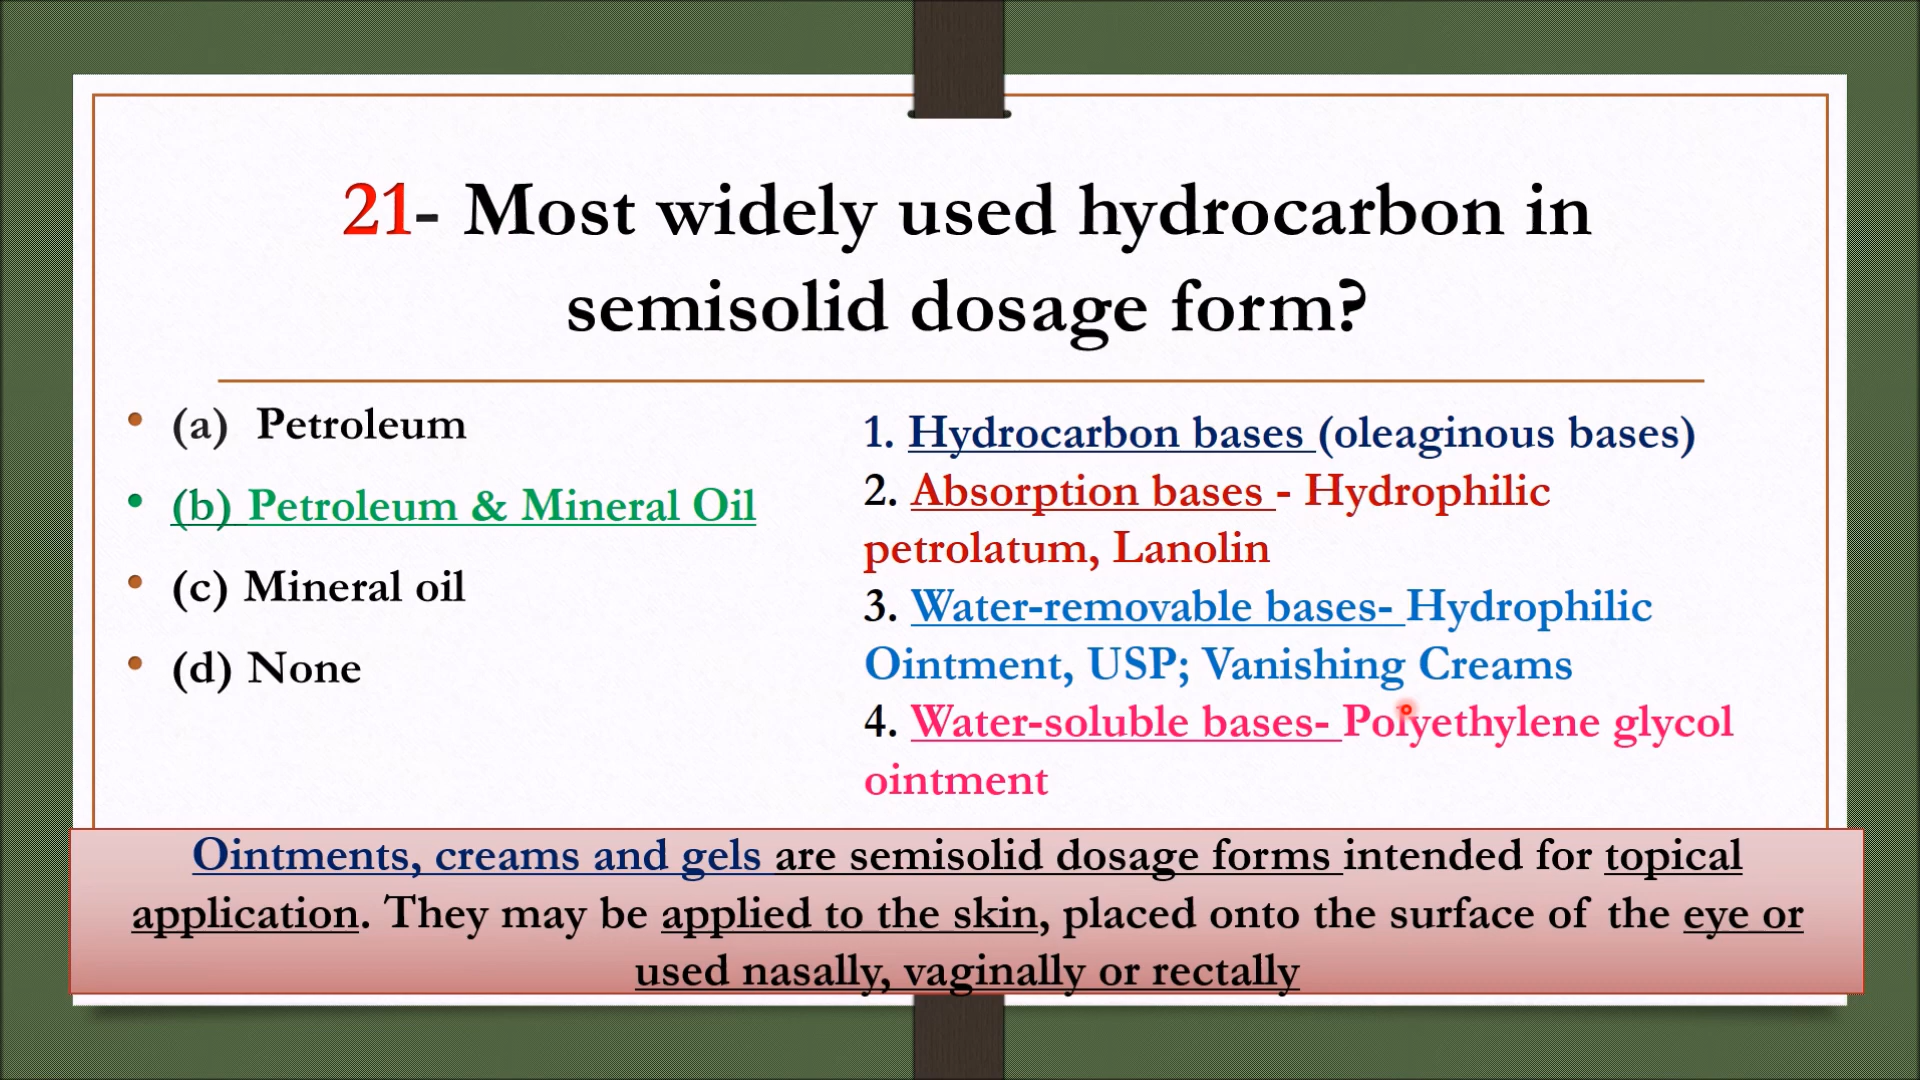 21- Most widely used hydrocarbon in
semisolid dosage form?
• (a) Petroleum
• (b) Petroleum & Mineral Oil
• (c) Mineral oil
• (d) None
1. Hydrocarbon bases (oleaginous bases)
2. Absorption bases - Hydrophilic
petrolatum, Lanolin
3. Water-removable bases- Hydrophilic
Ointment, USP; Vanishing Creams
4. Water-soluble bases- Polyethylene glycol
ointment
Ointments, creams and gels are semisolid dosage forms intended for topical
application. They may be applied to the skin, placed onto the surface of the eye or
used nasally, vaginally or rectally